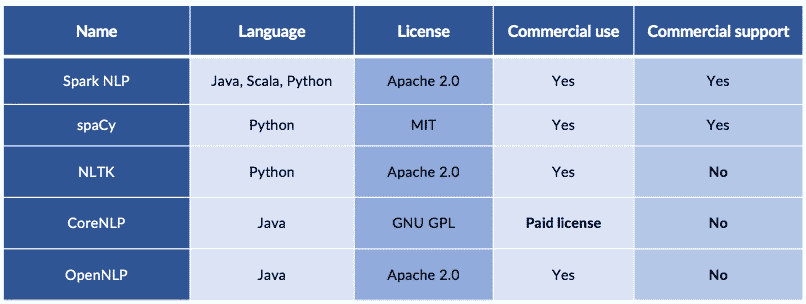 Name Language License Commercial use Commercial support
Spark NLP Java, Scala, Python Apache 2.0 Yes Yes
spaCy Python MIT Yes Yes
NLTK Python Apache 2.0 Yes No
CoreNLP Java GNU GPL Paid license No
OpenNLP Java Apache 2.0 Yes No